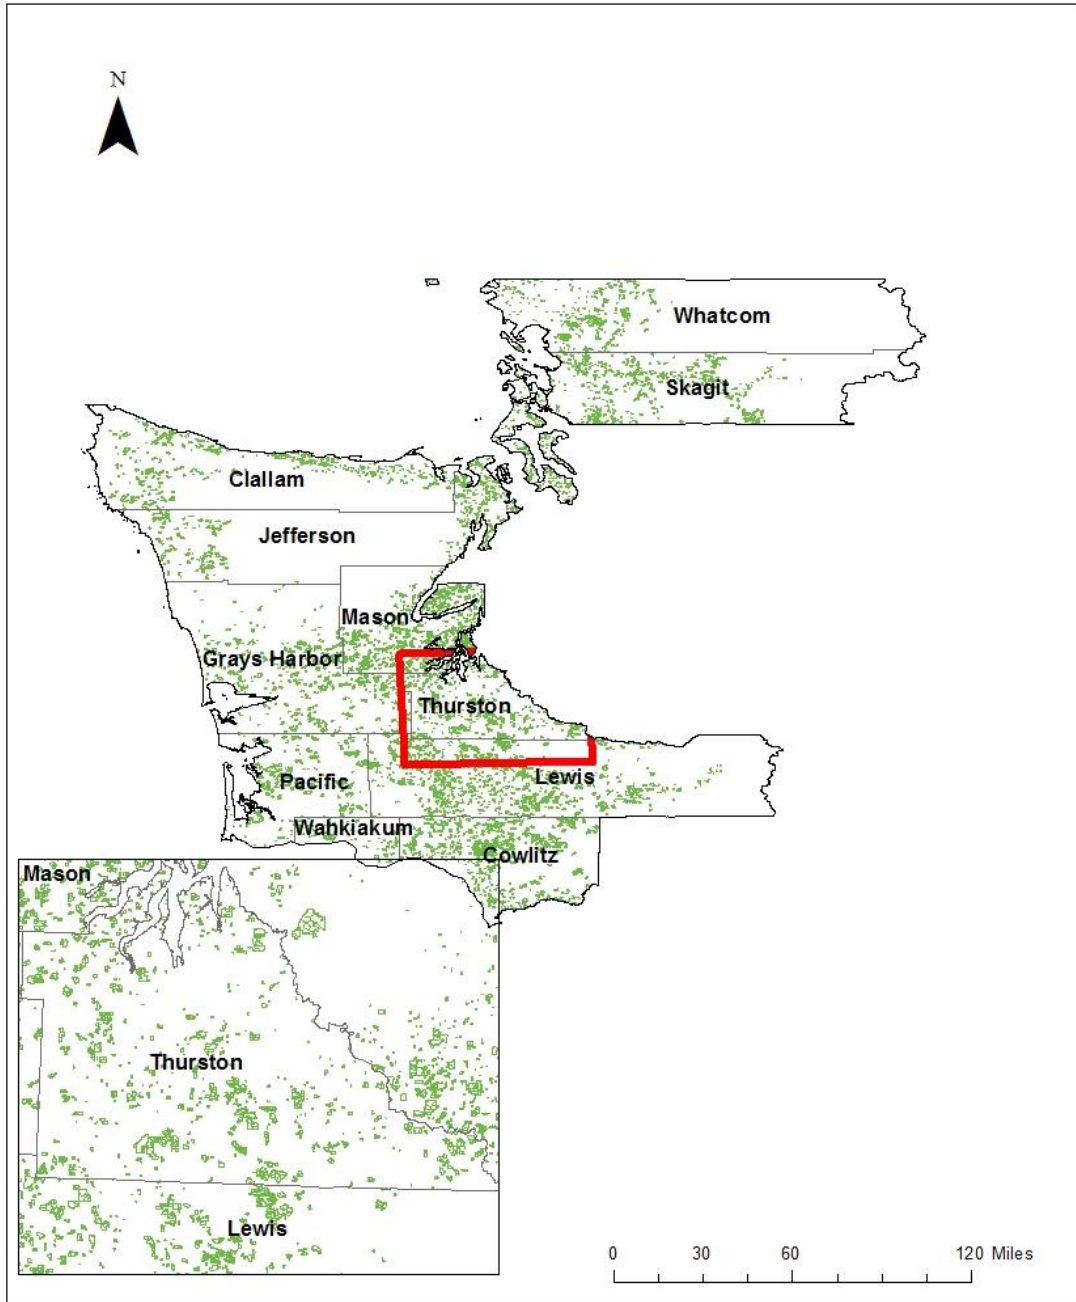 N
Whatcom
Skagit
Clallam
Jefferson
Mason
Grays Harbor
Thurston
Lewis
Pacific
Wahkiakum
Cowlitz
Mason
Thurston
Lewis
0 30 60 120 Miles